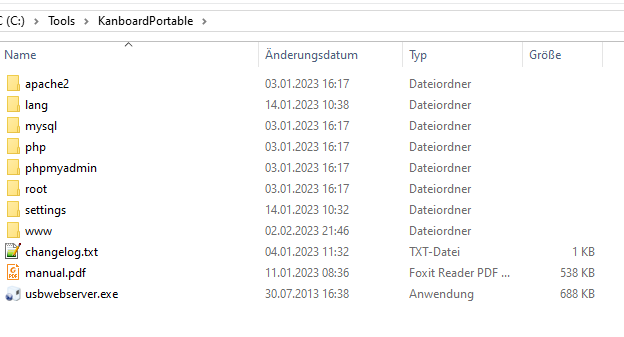 C (C:) > Tools > KanboardPortable >
Name Änderungsdatum Typ Größe
apache2 03.01.2023 16:17 Dateiordner
lang 14.01.2023 10:38 Dateiordner
mysql 03.01.2023 16:17 Dateiordner
php 03.01.2023 16:17 Dateiordner
phpmyadmin 03.01.2023 16:17 Dateiordner
root 03.01.2023 16:17 Dateiordner
settings 14.01.2023 10:32 Dateiordner
www 02.02.2023 21:46 Dateiordner
changelog.txt 04.01.2023 11:32 TXT-Datei 1 KB
manual.pdf 11.01.2023 08:36 Foxit Reader PDF ... 538 KB
usbwebserver.exe 30.07.2013 16:38 Anwendung 688 KB